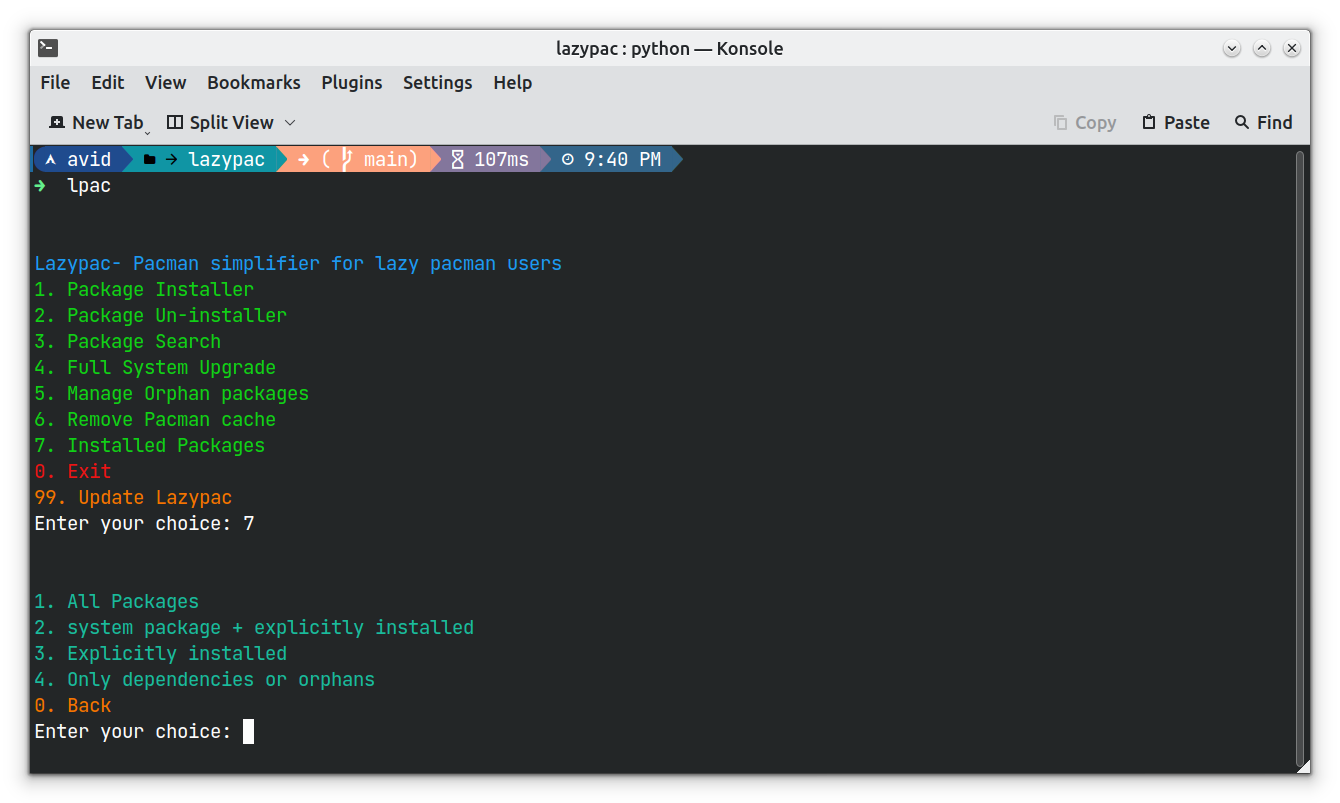 lazypac : python — Konsole
File Edit View Bookmarks Plugins Settings Help
New Tab Split View Copy Paste Find
avid → lazypac ➜ ( main) 107ms 9:40 PM
➜ lpac
Lazypac- Pacman simplifier for lazy pacman users
1. Package Installer
2. Package Un-installer
3. Package Search
4. Full System Upgrade
5. Manage Orphan packages
6. Remove Pacman cache
7. Installed Packages
0. Exit
99. Update Lazypac
Enter your choice: 7
1. All Packages
2. system package + explicitly installed
3. Explicitly installed
4. Only dependencies or orphans
0. Back
Enter your choice: